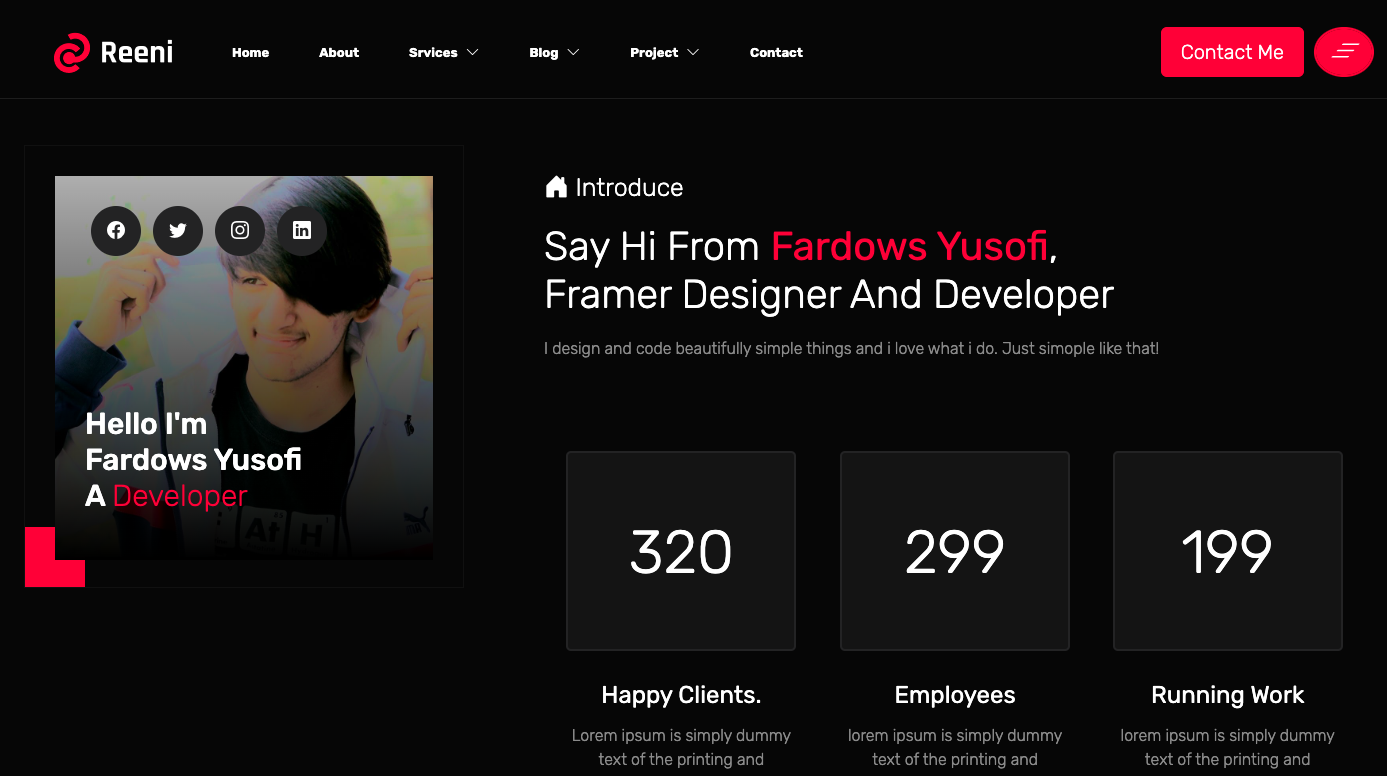 Reeni
Home
About
Srvices
Blog
Project
Contact
Contact Me
Hello I'm
Fardows Yusofi
A Developer
Af H
Introduce
Say Hi From Fardows Yusofi,
Framer Designer And Developer
I design and code beautifully simple things and i love what i do. Just simople like that!
320
299
199
Happy Clients.
Employees
Running Work
Lorem ipsum is simply dummy
text of the printing and
lorem ipsum is simply dummy
text of the printing and
lorem ipsum is simply dummy
text of the printing and